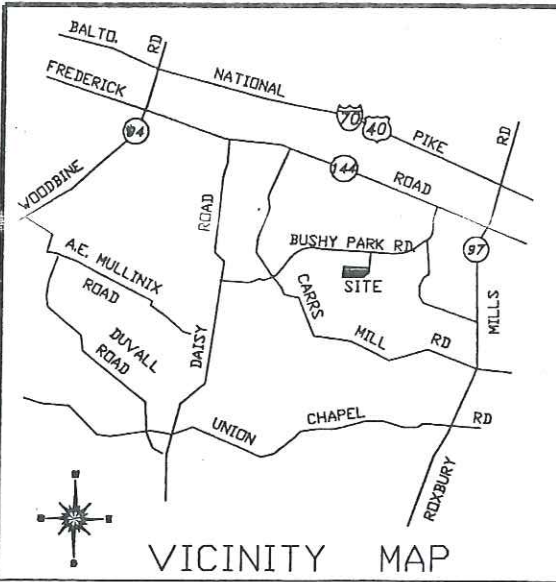 BALTO.
RD
NATIONAL
70
40
PIKE
RD
FREDERICK
94
144
ROAD
WOODBINE
ROAD
BUSHY PARK RD.
97
A.E. MULLINIX
ROAD
SITE
CARRS
MILLS
DUVALL
ROAD
DAISY
MILL
RD
UNION
CHAPEL
RD
ROXBURY
VICINITY MAP